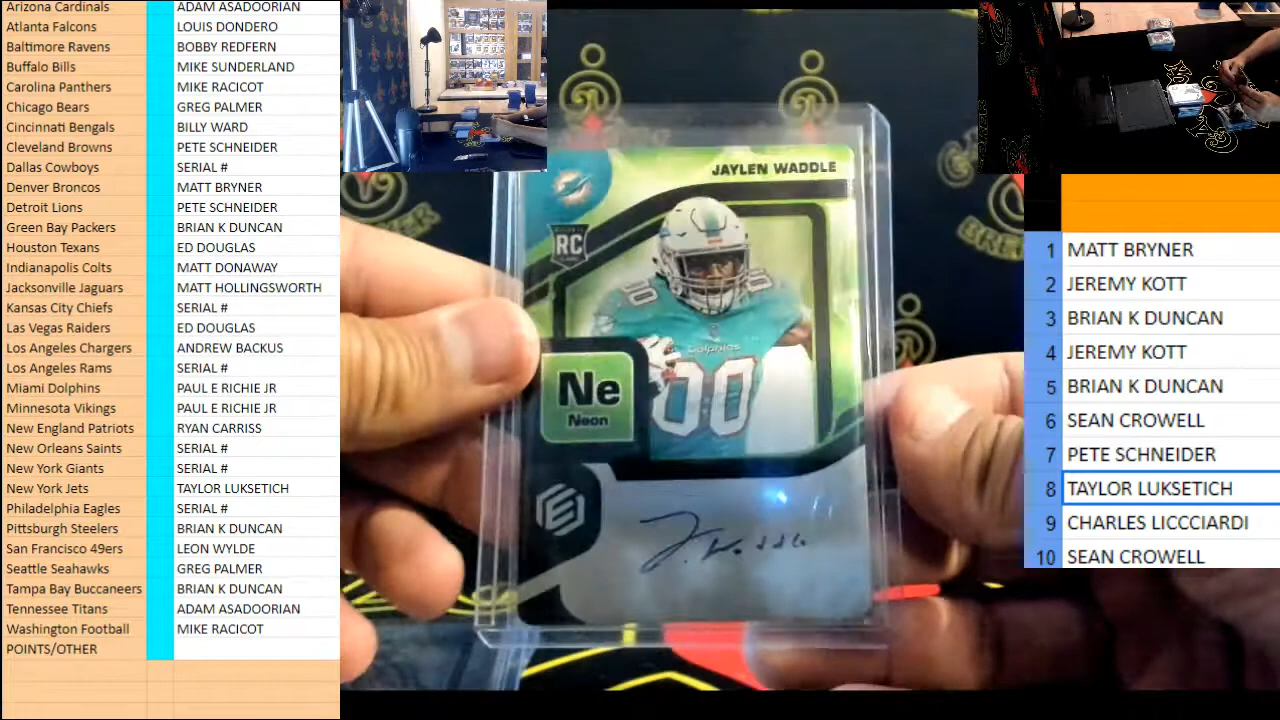 Arizona Cardinals ADAM ASADOORIAN
Atlanta Falcons LOUIS DONDERO
Baltimore Ravens BOBBY REDFERN
Buffalo Bills MIKE SUNDERLAND
Carolina Panthers MIKE RACICOT
Chicago Bears GREG PALMER
Cincinnati Bengals BILLY WARD
Cleveland Browns PETE SCHNEIDER
Dallas Cowboys SERIAL #
Denver Broncos MATT BRYNER
Detroit Lions PETE SCHNEIDER
Green Bay Packers BRIAN K DUNCAN
Houston Texans ED DOUGLAS
Indianapolis Colts MATT DONAWAY
Jacksonville Jaguars MATT HOLLINGSWORTH
Kansas City Chiefs SERIAL #
Las Vegas Raiders ED DOUGLAS
Los Angeles Chargers ANDREW BACKUS
Los Angeles Rams SERIAL #
Miami Dolphins PAUL E RICHIE JR
Minnesota Vikings PAUL E RICHIE JR
New England Patriots RYAN CARRISS
New Orleans Saints SERIAL #
New York Giants SERIAL #
New York Jets TAYLOR LUKSETICH
Philadelphia Eagles SERIAL #
Pittsburgh Steelers BRIAN K DUNCAN
San Francisco 49ers LEON WYLDE
Seattle Seahawks GREG PALMER
Tampa Bay Buccaneers BRIAN K DUNCAN
Tennessee Titans ADAM ASADOORIAN
Washington Football MIKE RACICOT
POINTS/OTHER
JAYLEN WADDLE
RC
00
Dolphins
00
Ne
Neon
J. Waddle
1 MATT BRYNER
2 JEREMY KOTT
3 BRIAN K DUNCAN
4 JEREMY KOTT
5 BRIAN K DUNCAN
6 SEAN CROWELL
7 PETE SCHNEIDER
8 TAYLOR LUKSETICH
9 CHARLES LICCCIARDI
10 SEAN CROWELL